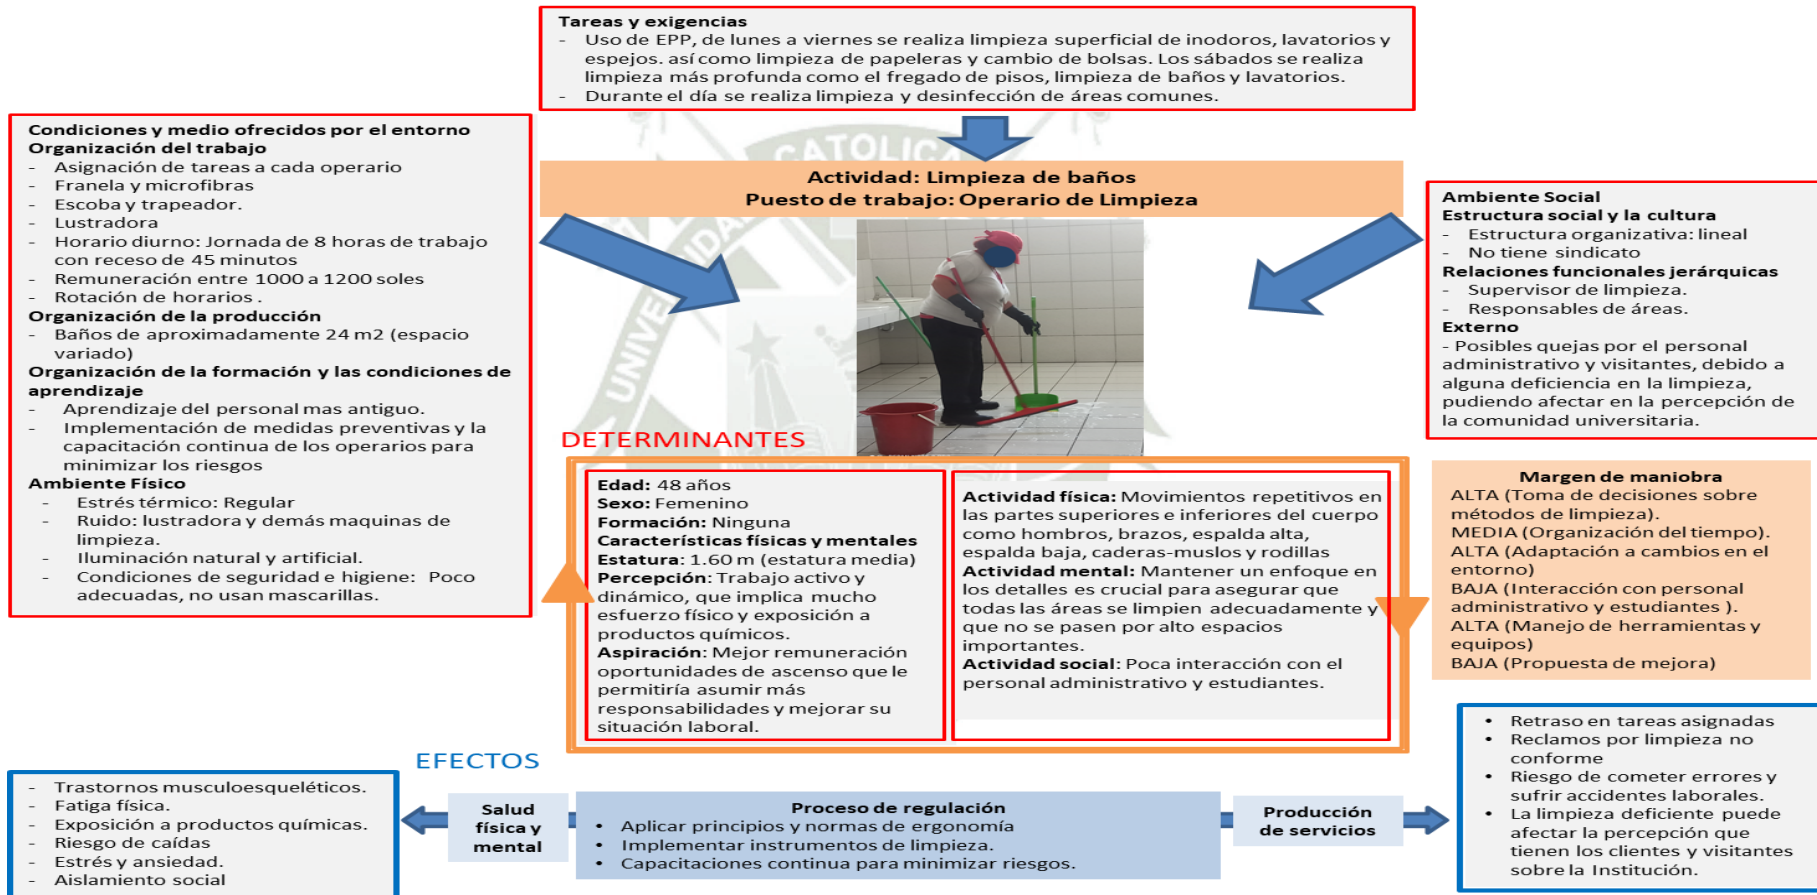 Tareas y exigencias
- Uso de EPP, de lunes a viernes se realiza limpieza superficial de inodoros, lavatorios y
espejos. así como limpieza de papeleras y cambio de bolsas. Los sábados se realiza
limpieza más profunda como el fregado de pisos, limpieza de baños y lavatorios.
- Durante el día se realiza limpieza y desinfección de áreas comunes.
Condiciones y medio ofrecidos por el entorno
Organización del trabajo
- Asignación de tareas a cada operario
- Franela y microfibras
- Escoba y trapeador.
- Lustradora
- Horario diurno: Jornada de 8 horas de trabajo
con receso de 45 minutos
- Remuneración entre 1000 a 1200 soles
- Rotación de horarios .
Organización de la producción
- Baños de aproximadamente 24 m2 (espacio
variado)
Organización de la formación y las condiciones de
aprendizaje
- Aprendizaje del personal mas antiguo.
- Implementación de medidas preventivas y la
capacitación continua de los operarios para
minimizar los riesgos
Ambiente Físico
- Estrés térmico: Regular
- Ruido: lustradora y demás maquinas de
limpieza.
- Iluminación natural y artificial.
- Condiciones de seguridad e higiene: Poco
adecuadas, no usan mascarillas.
CATOLICA
UNIVERSIDAD
Actividad: Limpieza de baños
Puesto de trabajo: Operario de Limpieza
Ambiente Social
Estructura social y la cultura
- Estructura organizativa: lineal
- No tiene sindicato
Relaciones funcionales jerárquicas
- Supervisor de limpieza.
- Responsables de áreas.
Externo
- Posibles quejas por el personal
administrativo y visitantes, debido a
alguna deficiencia en la limpieza,
pudiendo afectar en la percepción de
la comunidad universitaria.
DETERMINANTES
Edad: 48 años
Sexo: Femenino
Formación: Ninguna
Características físicas y mentales
Estatura: 1.60 m (estatura media)
Percepción: Trabajo activo y
dinámico, que implica mucho
esfuerzo físico y exposición a
productos químicos.
Aspiración: Mejor remuneración
oportunidades de ascenso que le
permitiría asumir más
responsabilidades y mejorar su
situación laboral.
Actividad física: Movimientos repetitivos en
las partes superiores e inferiores del cuerpo
como hombros, brazos, espalda alta,
espalda baja, caderas-muslos y rodillas
Actividad mental: Mantener un enfoque en
los detalles es crucial para asegurar que
todas las áreas se limpien adecuadamente y
que no se pasen por alto espacios
importantes.
Actividad social: Poca interacción con el
personal administrativo y estudiantes.
Margen de maniobra
ALTA (Toma de decisiones sobre
métodos de limpieza).
MEDIA (Organización del tiempo).
ALTA (Adaptación a cambios en el
entorno)
BAJA (Interacción con personal
administrativo y estudiantes ).
ALTA (Manejo de herramientas y
equipos)
BAJA (Propuesta de mejora)
EFECTOS
- Trastornos musculoesqueléticos.
- Fatiga física.
- Exposición a productos químicas.
- Riesgo de caídas
- Estrés y ansiedad.
- Aislamiento social
Salud
física y
mental
Proceso de regulación
• Aplicar principios y normas de ergonomía
• Implementar instrumentos de limpieza.
• Capacitaciones continua para minimizar riesgos.
Producción
de servicios
• Retraso en tareas asignadas
• Reclamos por limpieza no
conforme
• Riesgo de cometer errores y
sufrir accidentes laborales.
• La limpieza deficiente puede
afectar la percepción que
tienen los clientes y visitantes
sobre la Institución.